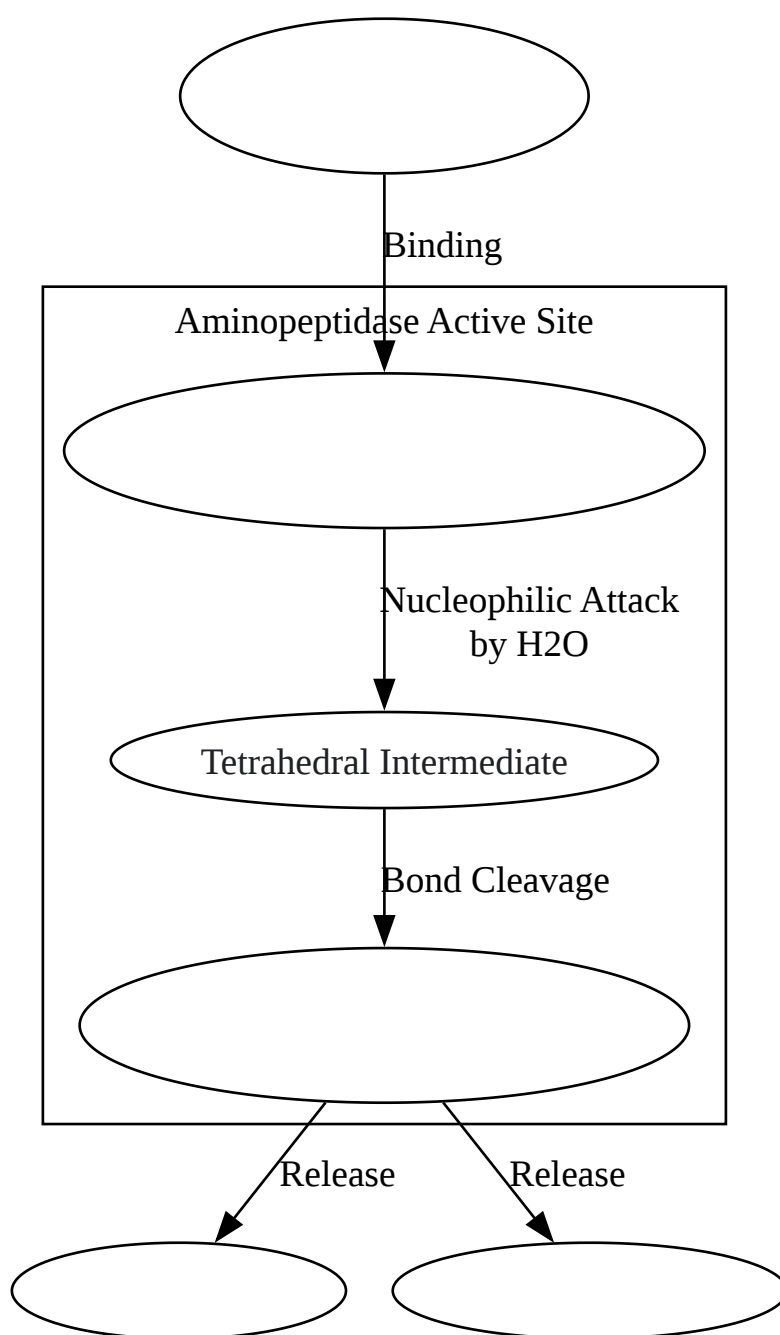 Binding
Aminopeptidase Active Site
Nucleophilic Attack
by H2O
Tetrahedral Intermediate
Bond Cleavage
Release
Release